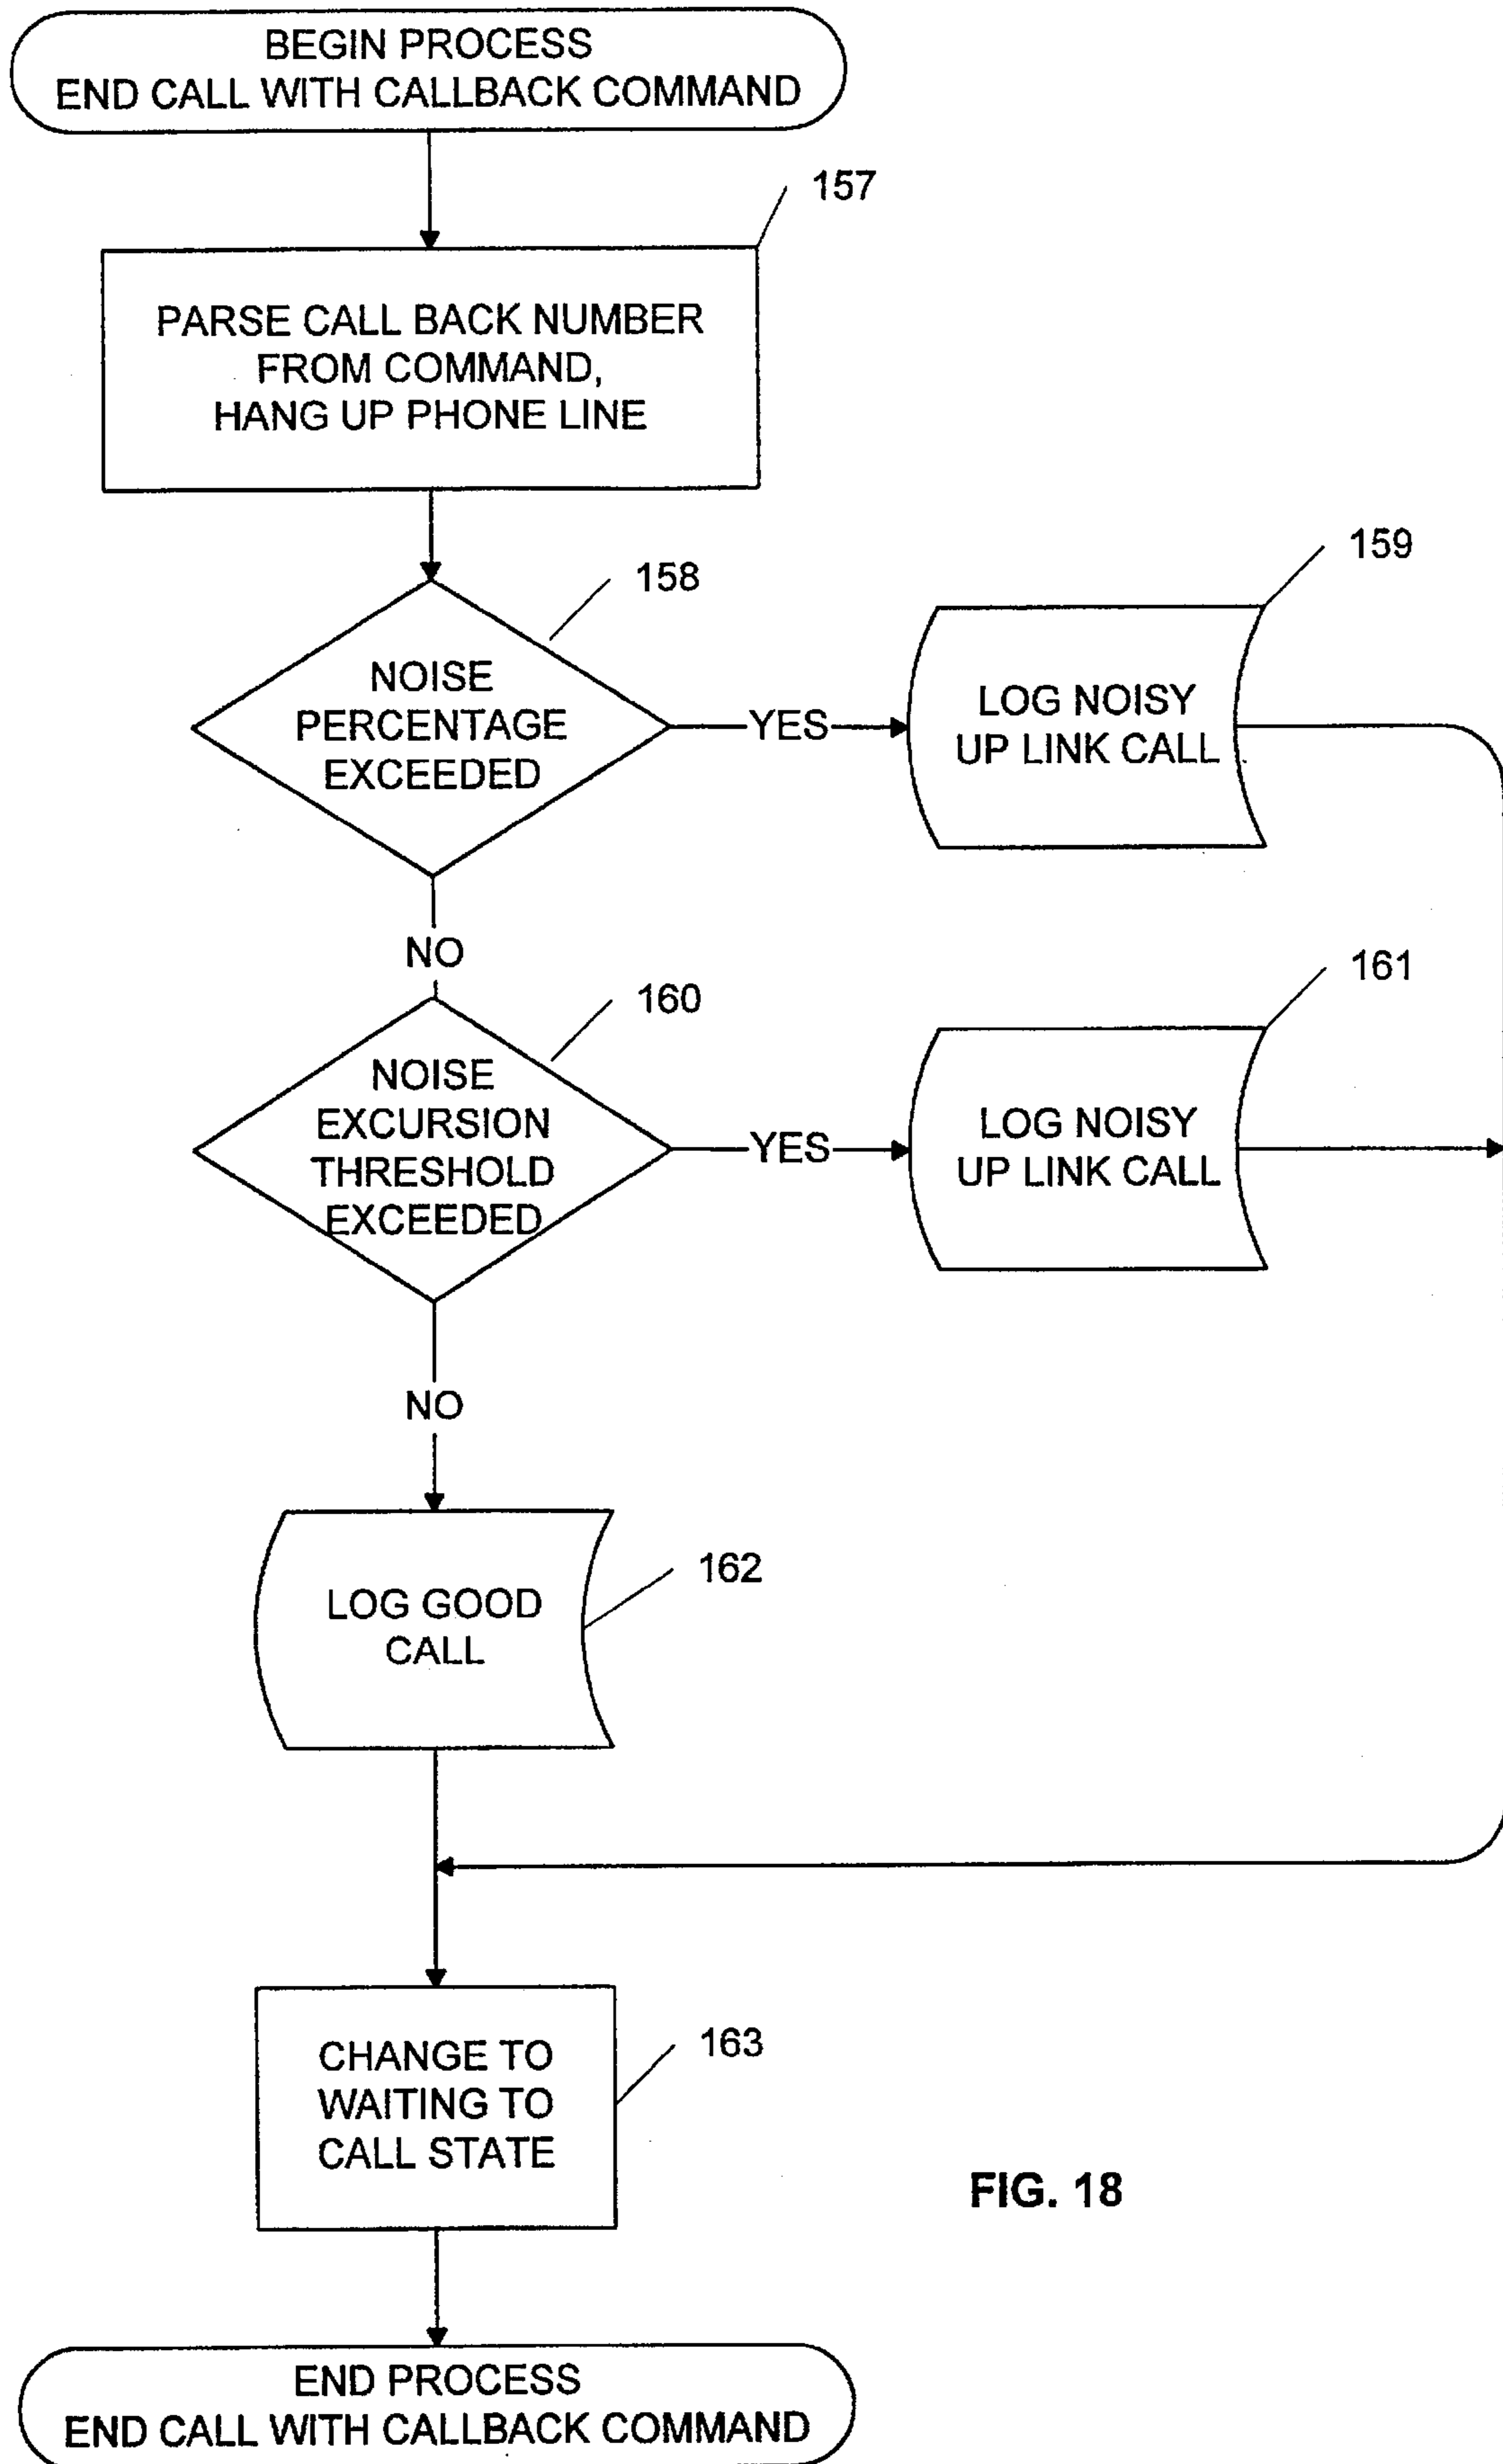 BEGIN PROCESS
END CALL WITH CALLBACK COMMAND
157
PARSE CALL BACK NUMBER
FROM COMMAND,
HANG UP PHONE LINE
158
NOISE
PERCENTAGE
EXCEEDED
YES
159
LOG NOISY
UP LINK CALL
NO
160
NOISE
EXCURSION
THRESHOLD
EXCEEDED
YES
161
LOG NOISY
UP LINK CALL
NO
162
LOG GOOD
CALL
163
CHANGE TO
WAITING TO
CALL STATE
FIG. 18
END PROCESS
END CALL WITH CALLBACK COMMAND